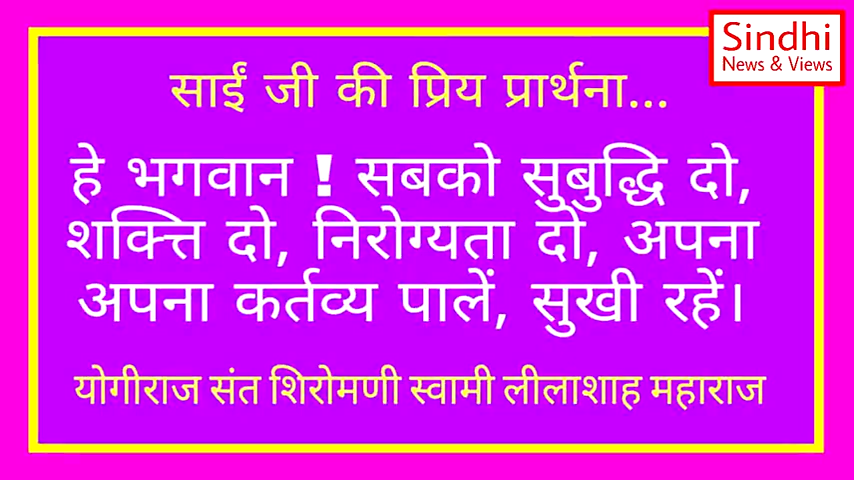 Sindhi
News & Views
साईं जी की प्रिय प्रार्थना...
हे भगवान ! सबको सुबुद्धि दो,
शक्ति दो, निरोग्यता दो, अपना
अपना कर्तव्य पालें, सुखी रहें।
योगीराज संत शिरोमणी स्वामी लीलाशाह महाराज